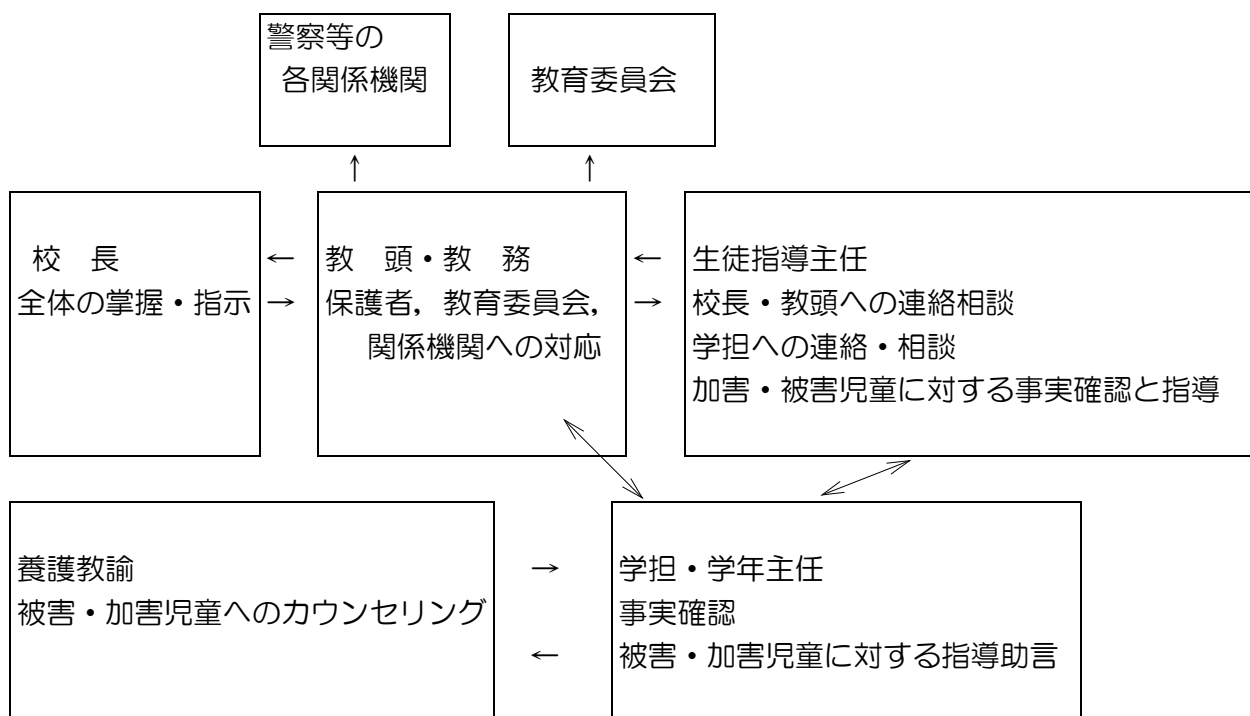 警察等の
各関係機関
教育委員会
↑
↑
校　長
全体の掌握・指示
←
→
教　頭・教　務
保護者，教育委員会，
関係機関への対応
←
→
生徒指導主任
校長・教頭への連絡相談
学担への連絡・相談
加害・被害児童に対する事実確認と指導
養護教諭
被害・加害児童へのカウンセリング
→
←
学担・学年主任
事実確認
被害・加害児童に対する指導助言